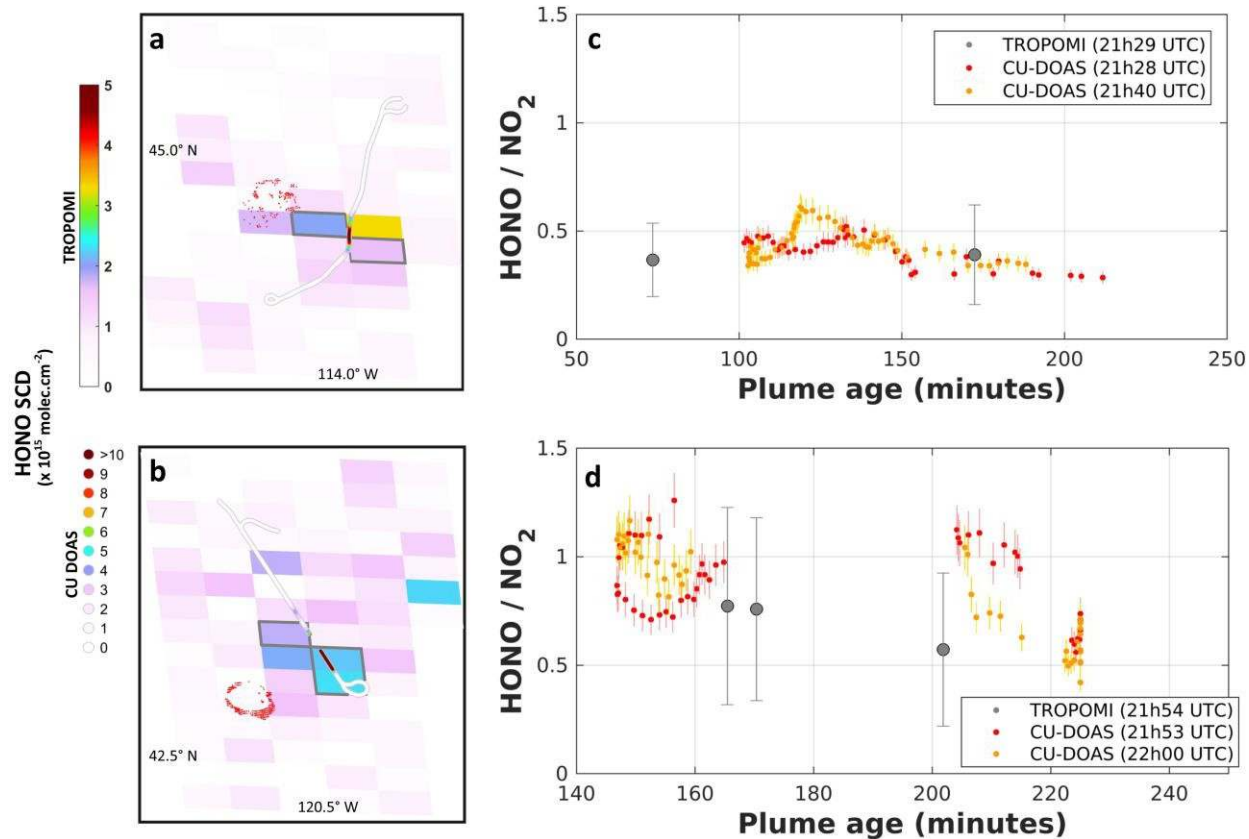 a
45.0° N
114.0° W
5
4
3
2
1
0
TROPOMI
HONO SCD
(x 10¹⁵ molec.cm⁻²)
CU DOAS
>10
9
8
7
6
5
4
3
2
1
0
b
42.5° N
120.5° W
c
TROPOMI (21h29 UTC)
CU-DOAS (21h28 UTC)
CU-DOAS (21h40 UTC)
HONO / NO₂
1.5
1
0.5
0
50 100 150 200 250
Plume age (minutes)
d
HONO / NO₂
1.5
1
0.5
0
TROPOMI (21h54 UTC)
CU-DOAS (21h53 UTC)
CU-DOAS (22h00 UTC)
140 160 180 200 220 240
Plume age (minutes)